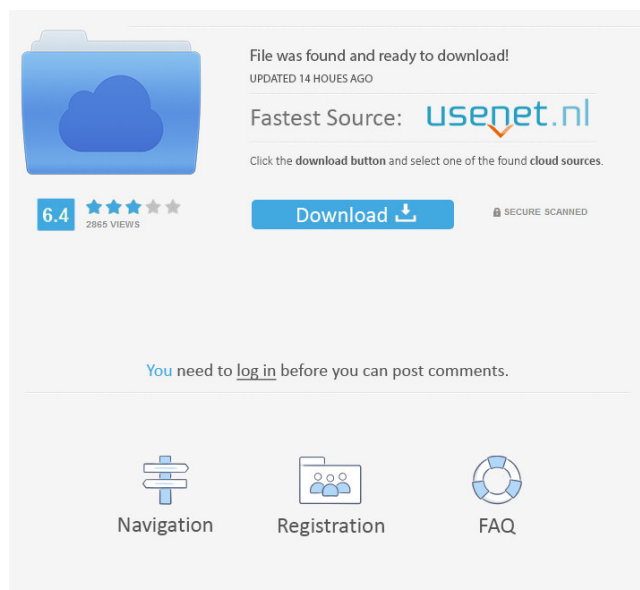 File was found and ready to download!
UPDATED 14 HOUES AGO
Fastest Source: usenet.nl
Click the download button and select one of the found cloud sources.
6.4
2865 VIEWS
Download
SECURE SCANNED
You need to log in before you can post comments.
Navigation
Registration
FAQ